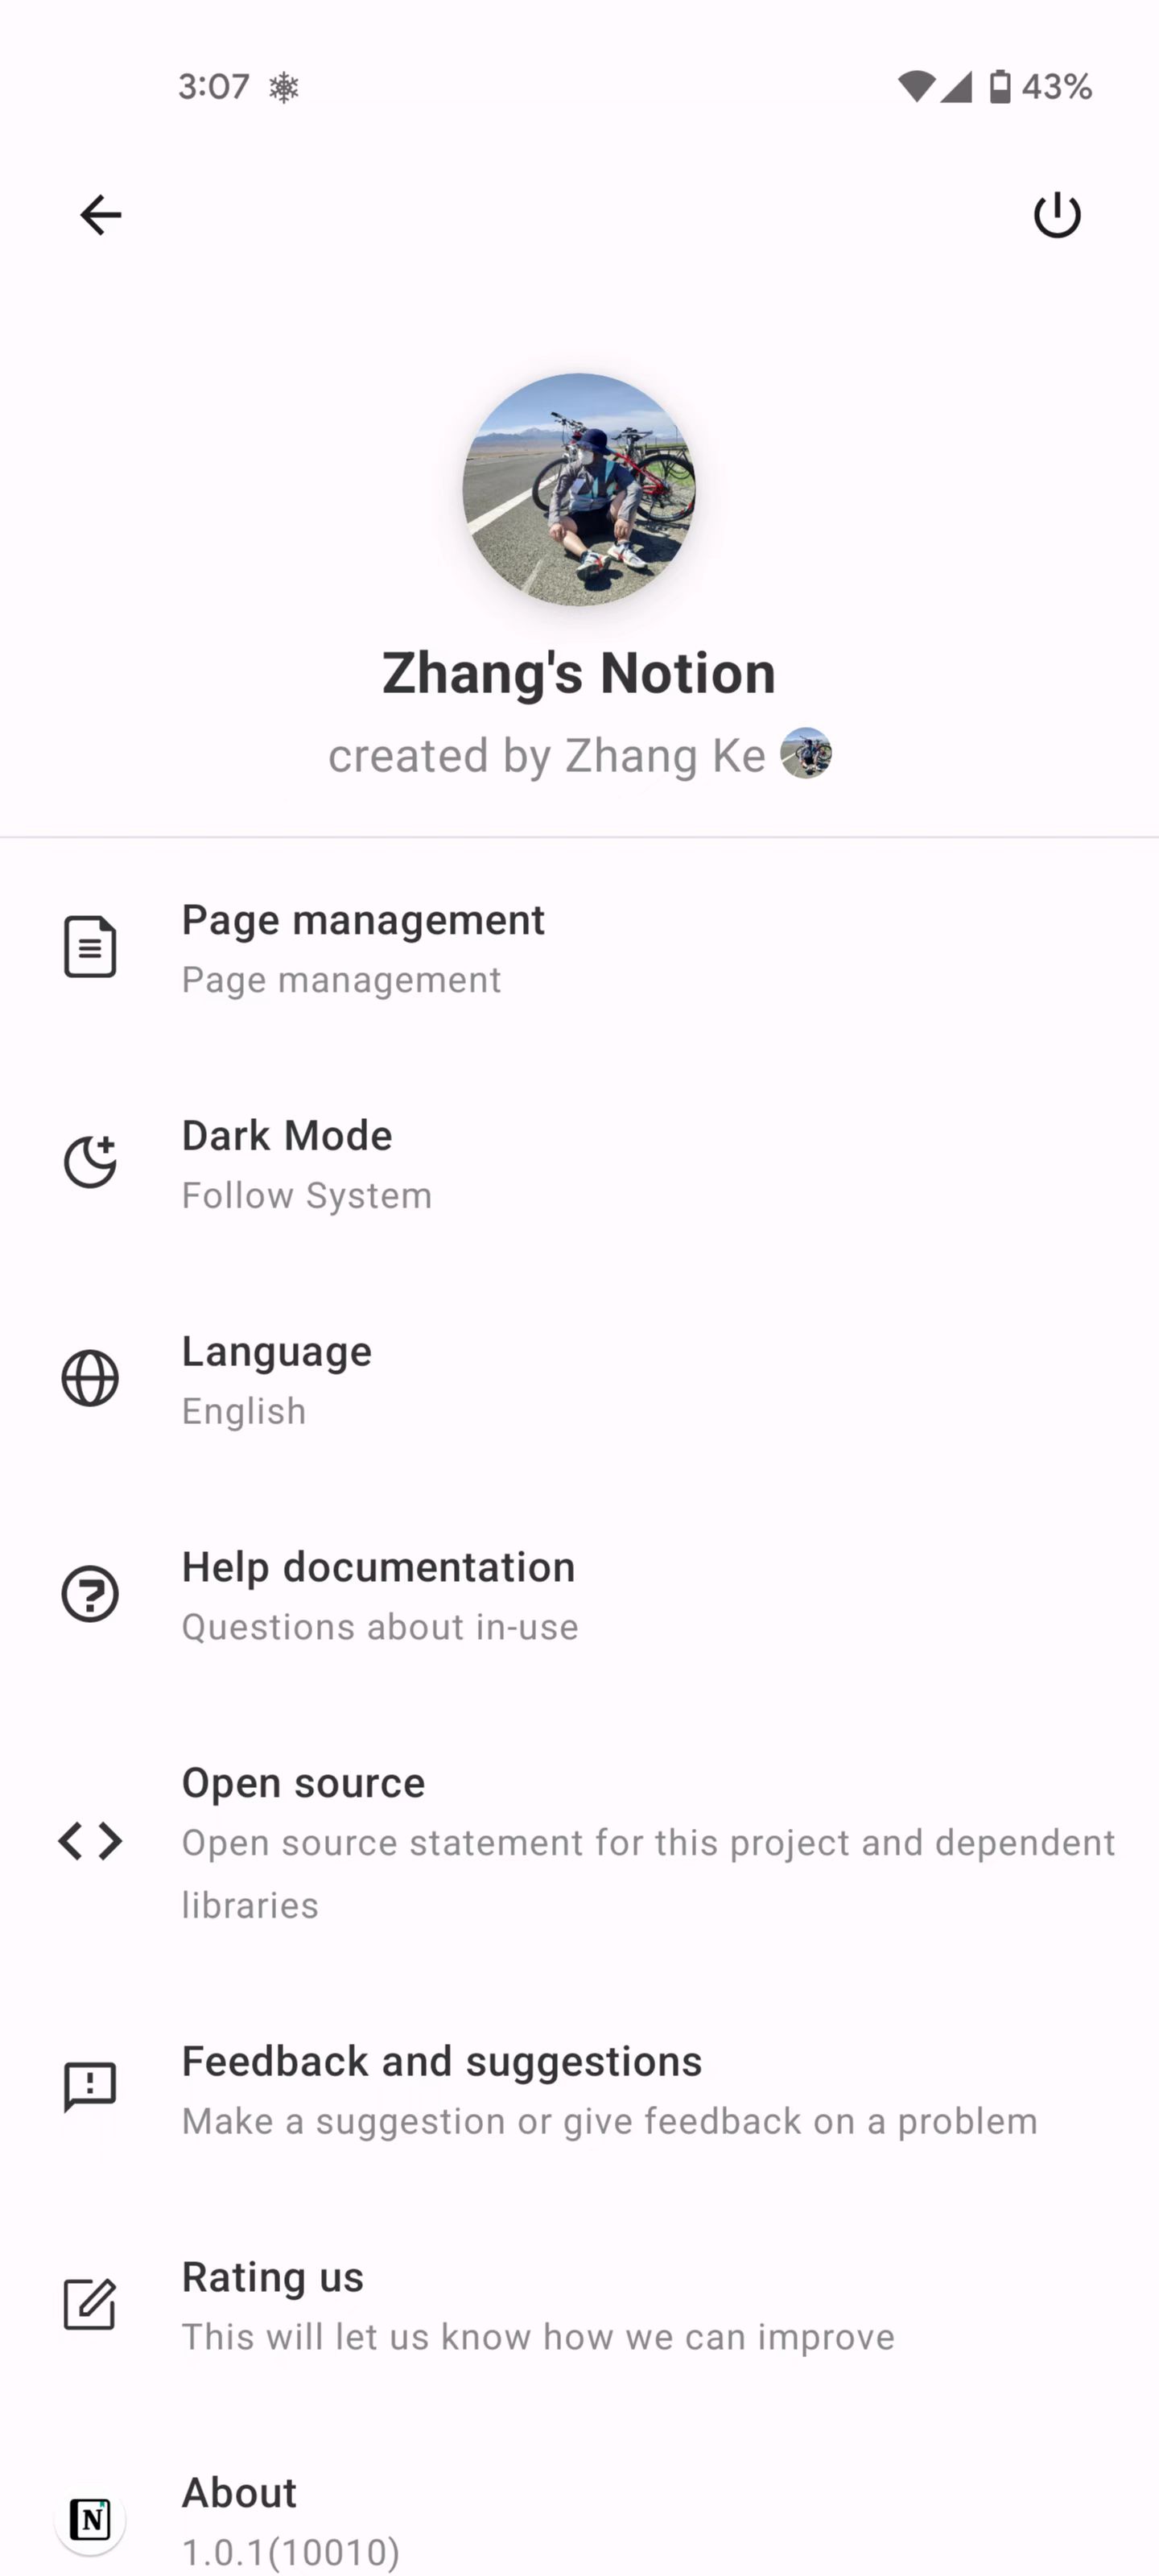 3:07 43%
Zhang's Notion
created by Zhang Ke
Page management
Page management
Dark Mode
Follow System
Language
English
Help documentation
Questions about in-use
Open source
Open source statement for this project and dependent
libraries
Feedback and suggestions
Make a suggestion or give feedback on a problem
Rating us
This will let us know how we can improve
About
N
1.0.1(10010)